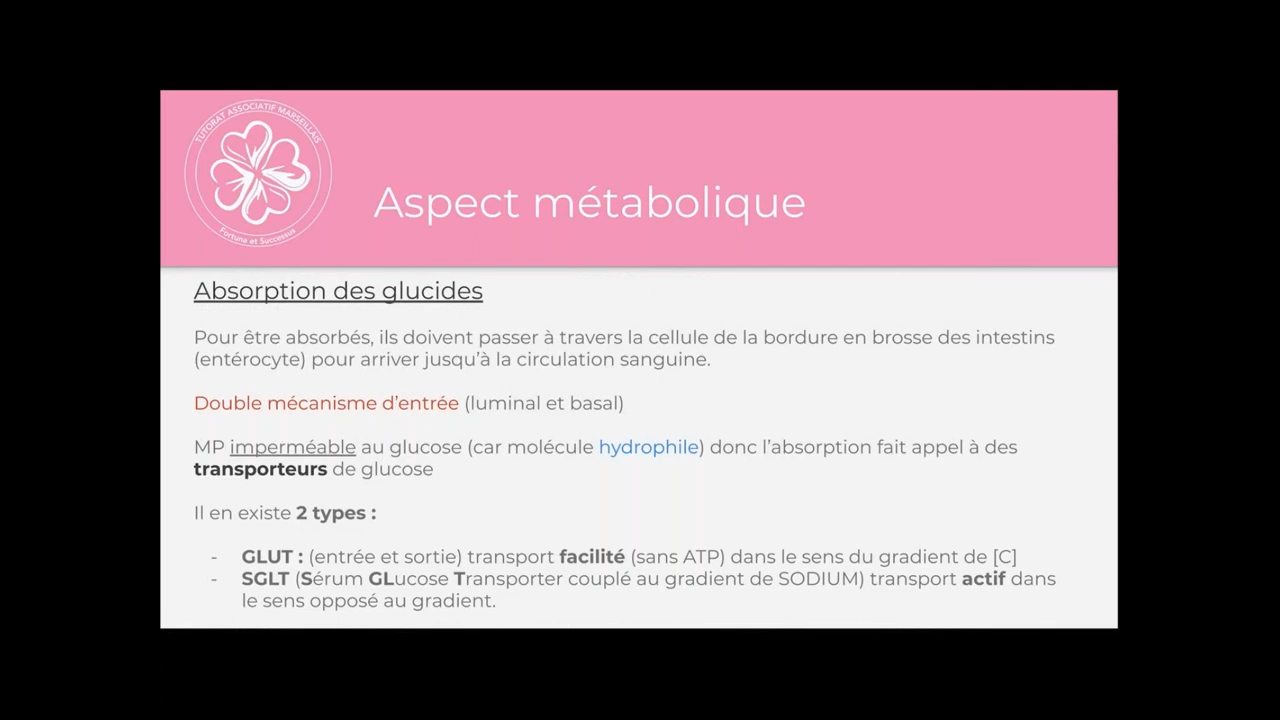 TUTORAT ASSOCIATIF MARSEILLAIS
Fortuna et Successus
Aspect métabolique
Absorption des glucides
Pour être absorbés, ils doivent passer à travers la cellule de la bordure en brosse des intestins
(entérocyte) pour arriver jusqu'à la circulation sanguine.
Double mécanisme d'entrée (luminal et basal)
MP imperméable au glucose (car molécule hydrophile) donc l'absorption fait appel à des
transporteurs de glucose
Il en existe 2 types :
- GLUT : (entrée et sortie) transport facilité (sans ATP) dans le sens du gradient de [C]
- SGLT (Sérum GLucose Transporter couplé au gradient de SODIUM) transport actif dans
le sens opposé au gradient.